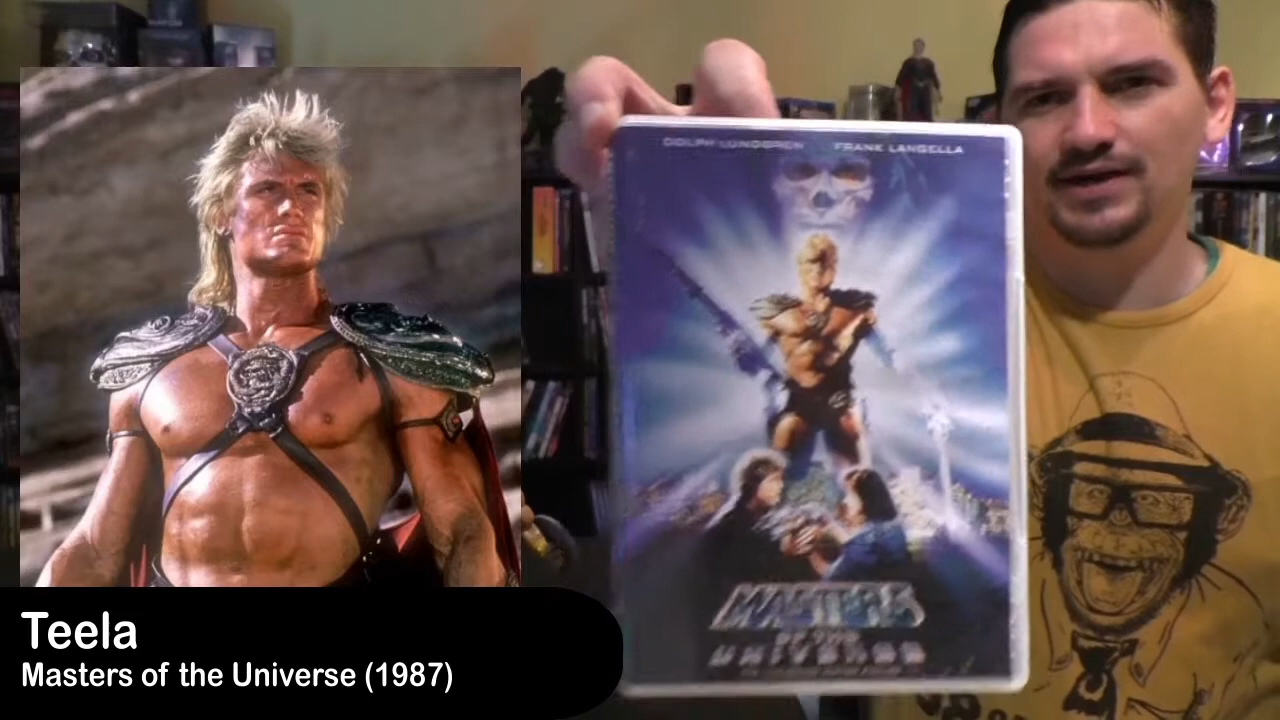 Teela
Masters of the Universe (1987)
DOLPH LUNDGREN FRANK LANGELLA
MASTERS
OF THE
UNIVERSE